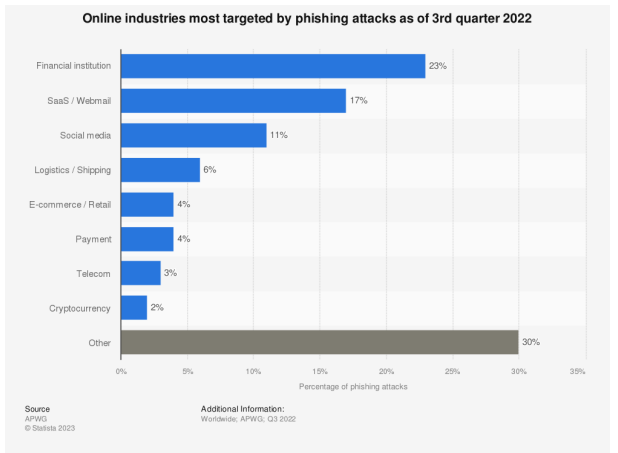 Online industries most targeted by phishing attacks as of 3rd quarter 2022
Financial institution
23%
SaaS / Webmail
17%
Social media
11%
Logistics / Shipping
6%
E-commerce / Retail
4%
Payment
4%
Telecom
3%
Cryptocurrency
2%
Other
30%
0% 5% 10% 15% 20% 25% 30% 35%
Percentage of phishing attacks
Source
APWG
© Statista 2023
Additional Information:
Worldwide; APWG; Q3 2022